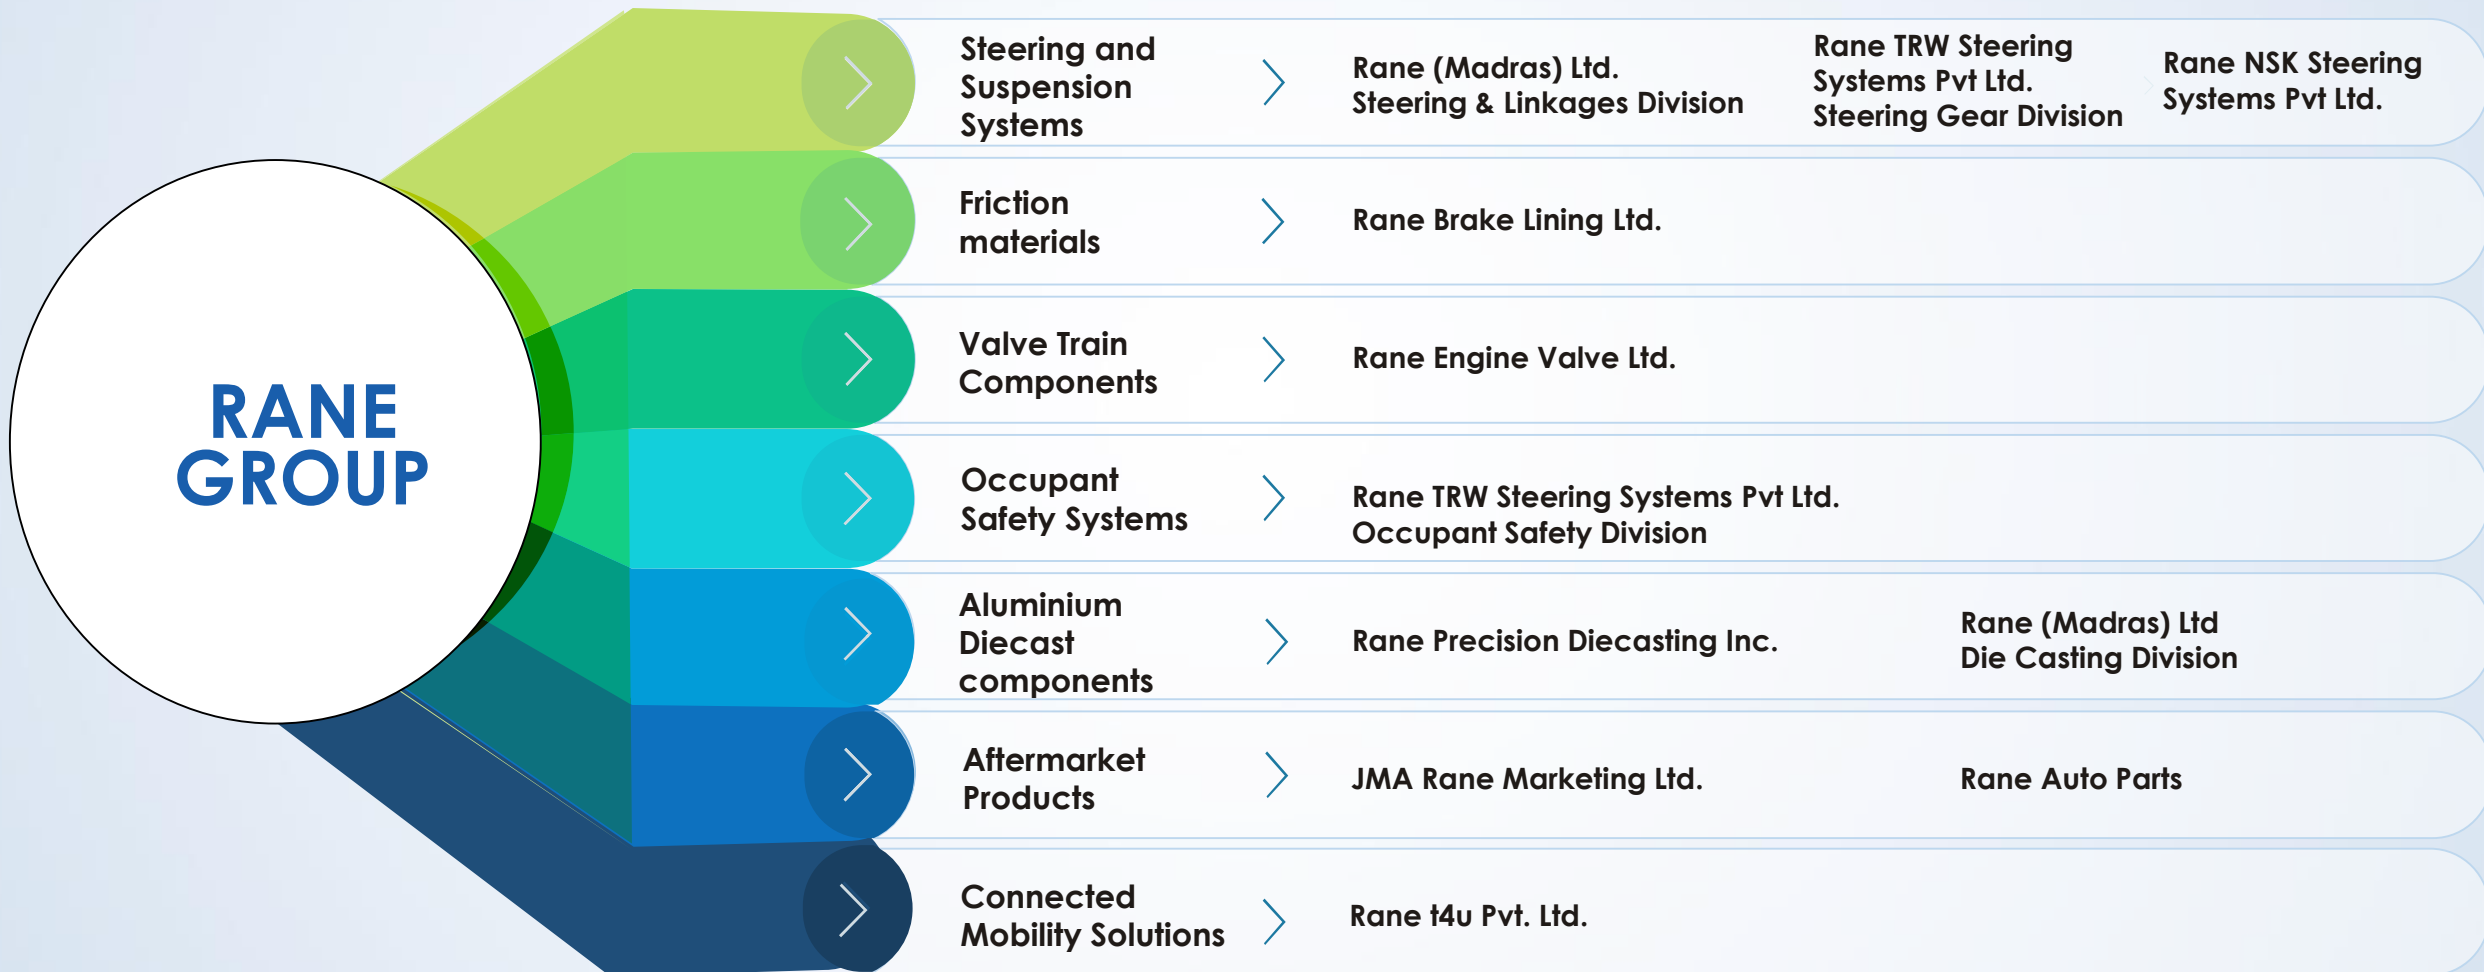 RANE
GROUP
Steering and
Suspension
Systems
Rane (Madras) Ltd.
Steering & Linkages Division
Rane TRW Steering
Systems Pvt Ltd.
Steering Gear Division
Rane NSK Steering
Systems Pvt Ltd.
Friction
materials
Rane Brake Lining Ltd.
Valve Train
Components
Rane Engine Valve Ltd.
Occupant
Safety Systems
Rane TRW Steering Systems Pvt Ltd.
Occupant Safety Division
Aluminium
Diecast
components
Rane Precision Diecasting Inc.
Rane (Madras) Ltd
Die Casting Division
Aftermarket
Products
JMA Rane Marketing Ltd.
Rane Auto Parts
Connected
Mobility Solutions
Rane t4u Pvt. Ltd.